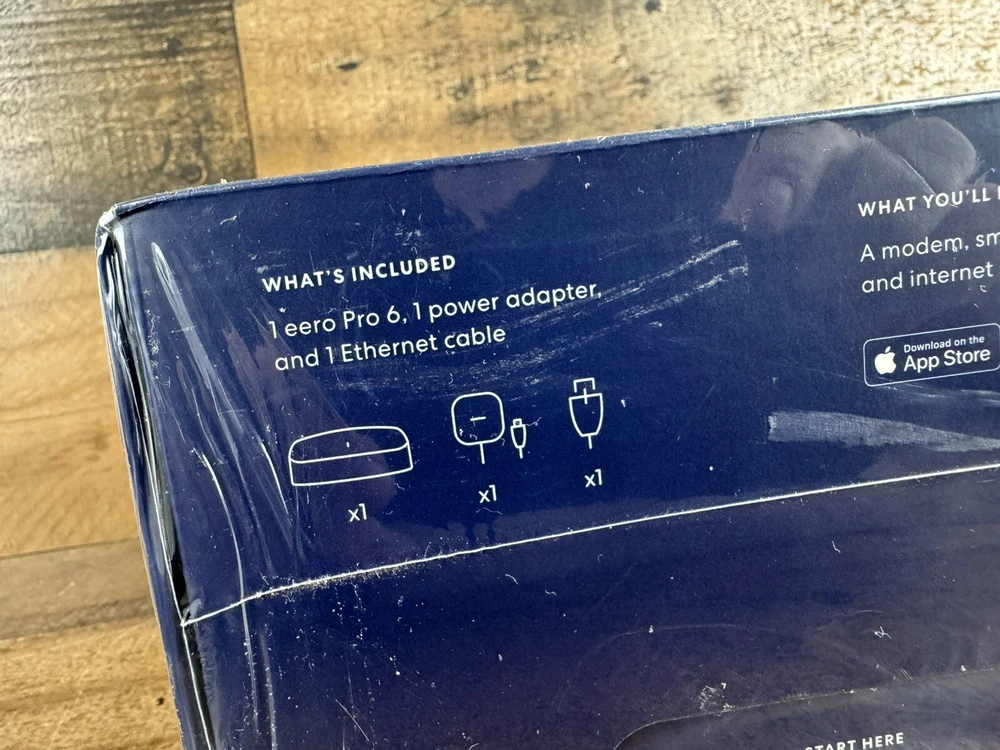 WHAT'S INCLUDED
1 eero Pro 6, 1 power adapter,
and 1 Ethernet cable
x1
x1
x1
WHAT YOU'LL
A modem,
and internet
Download on the
App Store
START HERE